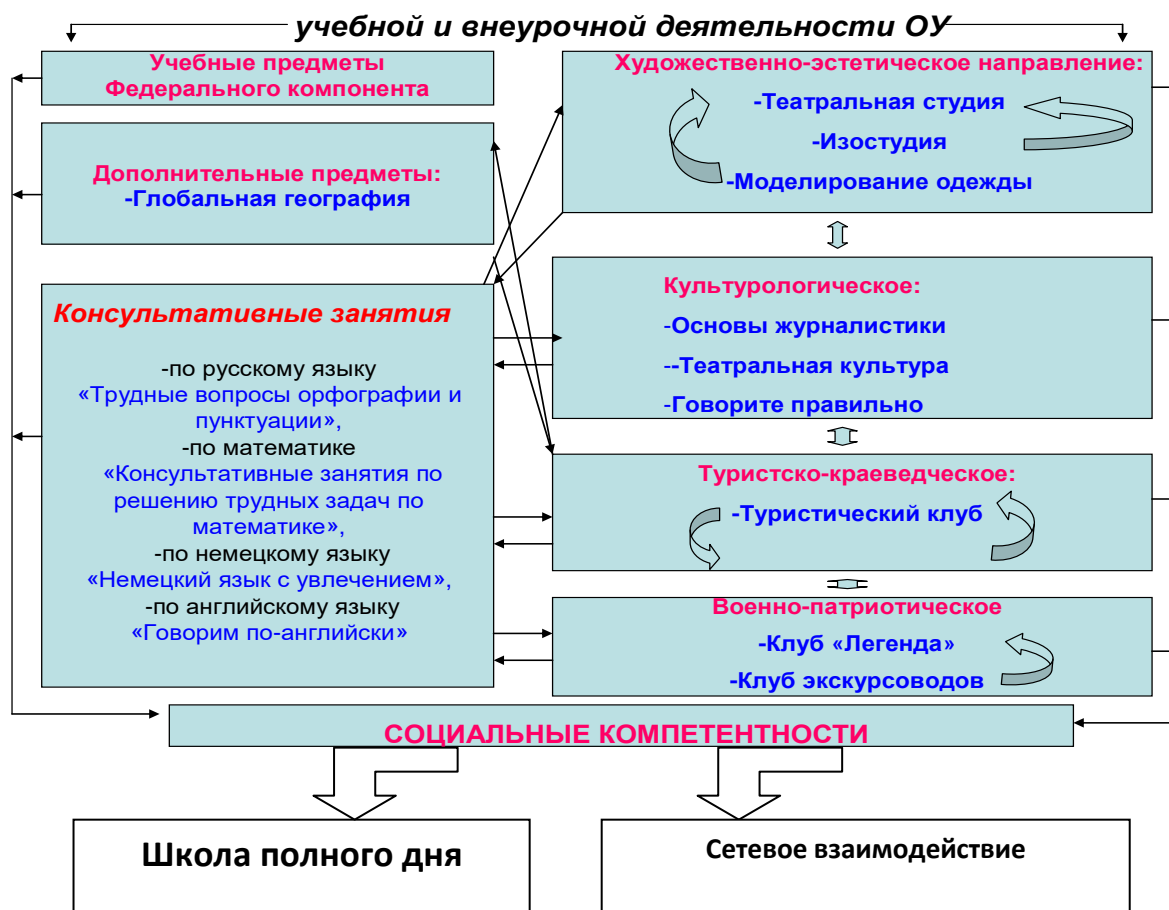 учебной и внеурочной деятельности ОУ
Учебные предметы
Федерального компонента
Дополнительные предметы:
-Глобальная география
Консультативные занятия
-по русскому языку
«Трудные вопросы орфографии и
пунктуации»,
-по математике
«Консультативные занятия по
решению трудных задач по
математике»,
-по немецкому языку
«Немецкий язык с увлечением»,
-по английскому языку
«Говорим по-английски»
Художественно-эстетическое направление:
-Театральная студия
-Изостудия
-Моделирование одежды
Культурологическое:
-Основы журналистики
--Театральная культура
-Говорите правильно
Туристско-краеведческое:
-Туристический клуб
Военно-патриотическое
-Клуб «Легенда»
-Клуб экскурсоводов
СОЦИАЛЬНЫЕ КОМПЕТЕНТНОСТИ
Школа полного дня
Сетевое взаимодействие